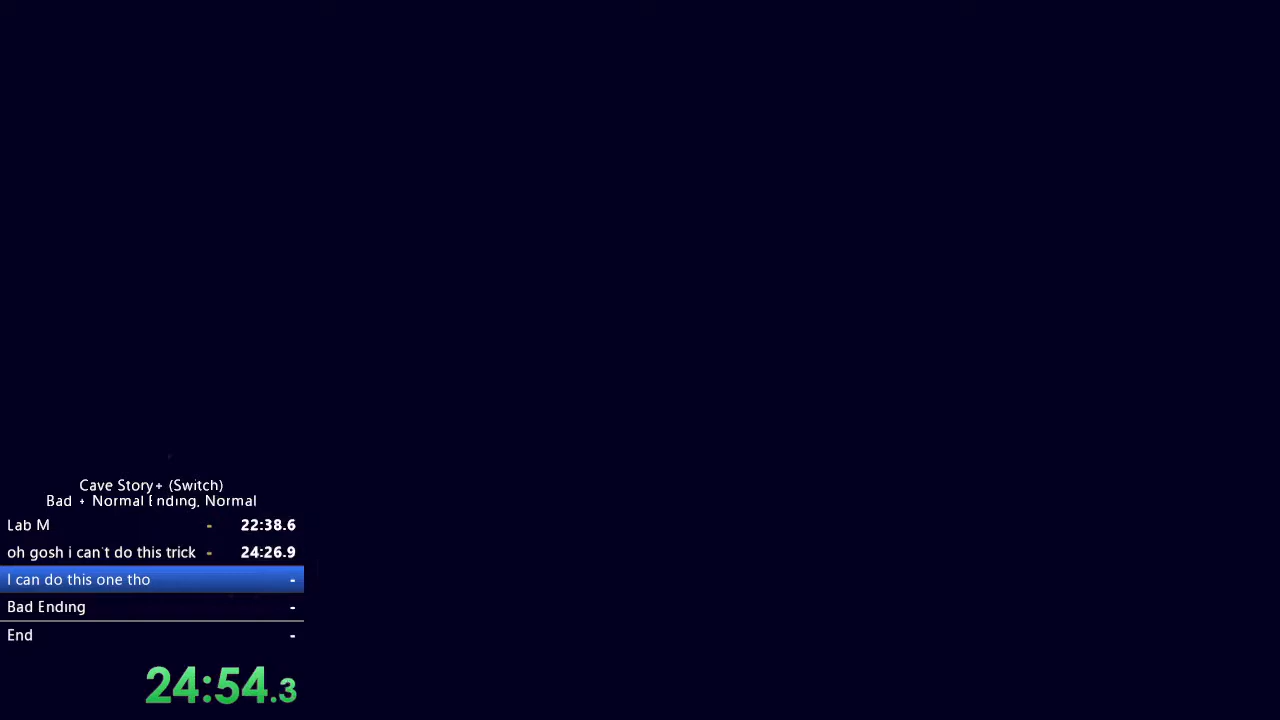 Cave Story+ (Switch)
Bad + Normal Ending, Normal
Lab M - 22:38.6
oh gosh i can't do this trick - 24:26.9
I can do this one tho -
Bad Ending -
End -
24:54.3